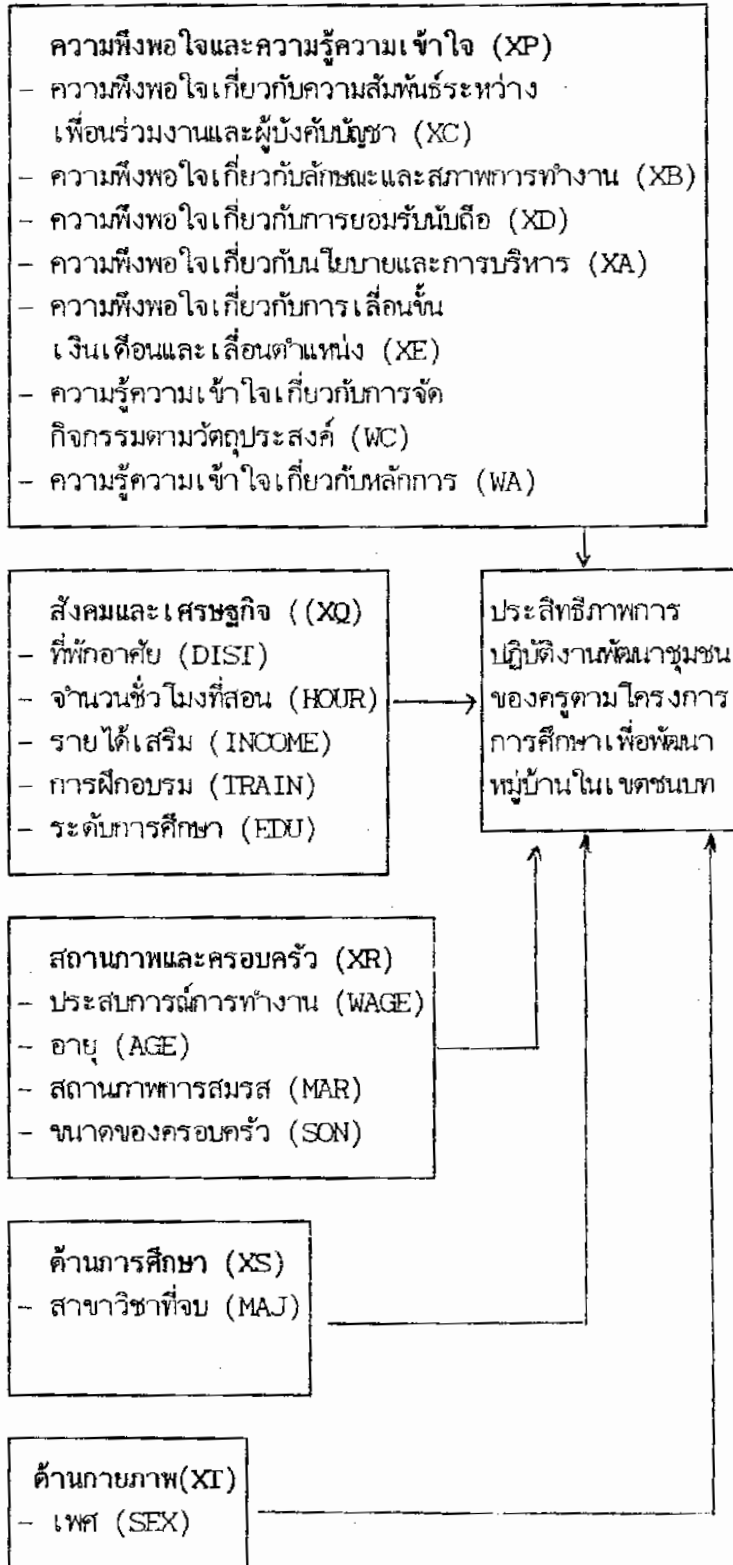 ความพึงพอใจและความรู้ความเข้าใจ (XP)
- ความพึงพอใจเกี่ยวกับความสัมพันธ์ระหว่าง
เพื่อนร่วมงานและผู้บังคับบัญชา (XC)
- ความพึงพอใจเกี่ยวกับลักษณะและสภาพการทำงาน (XB)
- ความพึงพอใจเกี่ยวกับการยอมรับนับถือ (XD)
- ความพึงพอใจเกี่ยวกับนโยบายและการบริหาร (XA)
- ความพึงพอใจเกี่ยวกับการเลื่อนขั้น
เงินเดือนและเลื่อนตำแหน่ง (XE)
- ความรู้ความเข้าใจเกี่ยวกับการจัด
กิจกรรมตามวัตถุประสงค์ (WC)
- ความรู้ความเข้าใจเกี่ยวกับหลักการ (WA)
สังคมและเศรษฐกิจ ((XQ)
- ที่พักอาศัย (DIST)
- จำนวนชั่วโมงที่สอน (HOUR)
- รายได้เสริม (INCOME)
- การฝึกอบรม (TRAIN)
- ระดับการศึกษา (EDU)
ประสิทธิภาพการ
ปฏิบัติงานพัฒนาชุมชน
ของครูตามโครงการ
การศึกษาเพื่อพัฒนา
หมู่บ้านในเขตชนบท
สถานภาพและครอบครัว (XR)
- ประสบการณ์การทำงาน (WAGE)
- อายุ (AGE)
- สถานภาพการสมรส (MAR)
- ขนาดของครอบครัว (SON)
ด้านการศึกษา (XS)
- สาขาวิชาที่จบ (MAJ)
ด้านกายภาพ(XT)
- เพศ (SEX)